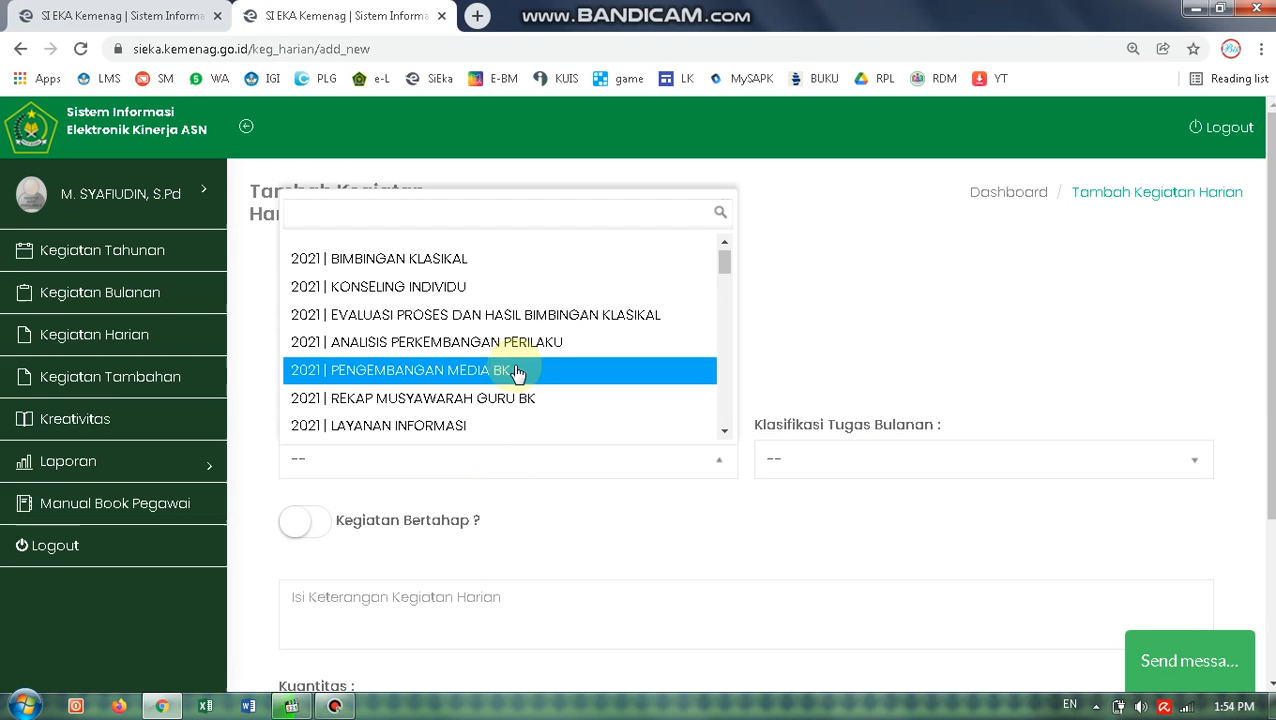 SI EKA Kemenag | Sistem Informa
SI EKA Kemenag | Sistem Informa
www.BANDICAM.com
sieka.kemenag.go.id/keg_harian/add_new
Apps LMS SM WA IGI PLG e-L SiEka E-BM KUIS game LK MySAPK BUKU RPL RDM YT Reading list
Sistem Informasi
Elektronik Kinerja ASN
Logout
M. SYAFIUDIN, S.Pd
Kegiatan Tahunan
Kegiatan Bulanan
Kegiatan Harian
Kegiatan Tambahan
Kreativitas
Laporan
Manual Book Pegawai
Logout
Tambah Kegiatan
Dashboard / Tambah Kegiatan Harian
2021 | BIMBINGAN KLASIKAL
2021 | KONSELING INDIVIDU
2021 | EVALUASI PROSES DAN HASIL BIMBINGAN KLASIKAL
2021 | ANALISIS PERKEMBANGAN PERILAKU
2021 | PENGEMBANGAN MEDIA BK
2021 | REKAP MUSYAWARAH GURU BK
2021 | LAYANAN INFORMASI
--
Klasifikasi Tugas Bulanan :
--
Kegiatan Bertahap ?
Isi Keterangan Kegiatan Harian
Kuantitas :
Send messa...
EN
1:54 PM